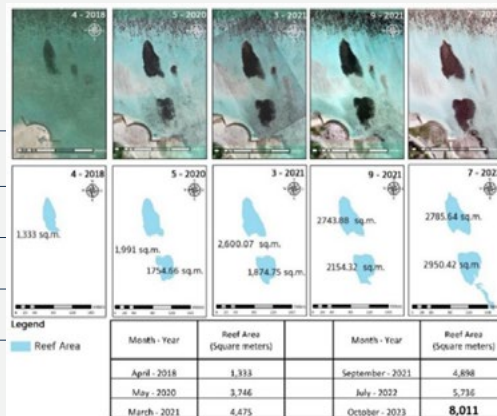 4 - 2018
5 - 2020
3 - 2021
9 - 2021
4 - 2018
5 - 2020
3 - 2021
9 - 2021
1,333 sq.m.
1,991 sq.m.
1754.66 sq.m.
2,600.07 sq.m.
1,874.75 sq.m.
2743.88 sq.m.
2154.32 sq.m.
2785.64 sq.m.
2950.42 sq.m.
Legend
Reef Area
Month - Year Reef Area (Square meters) Month - Year Reef Area (Square meters)
April - 2018 1,333 September - 2021 4,898
May - 2020 3,746 July - 2022 5,736
March - 2021 4,475 October - 2023 8,011